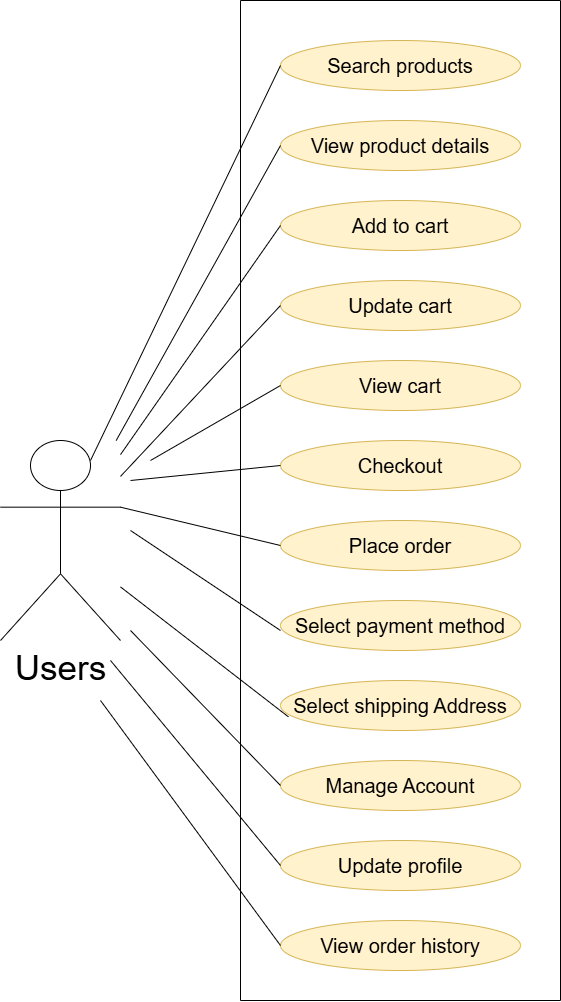 Search products
View product details
Add to cart
Update cart
View cart
Checkout
Place order
Select payment method
Users
Select shipping Address
Manage Account
Update profile
View order history